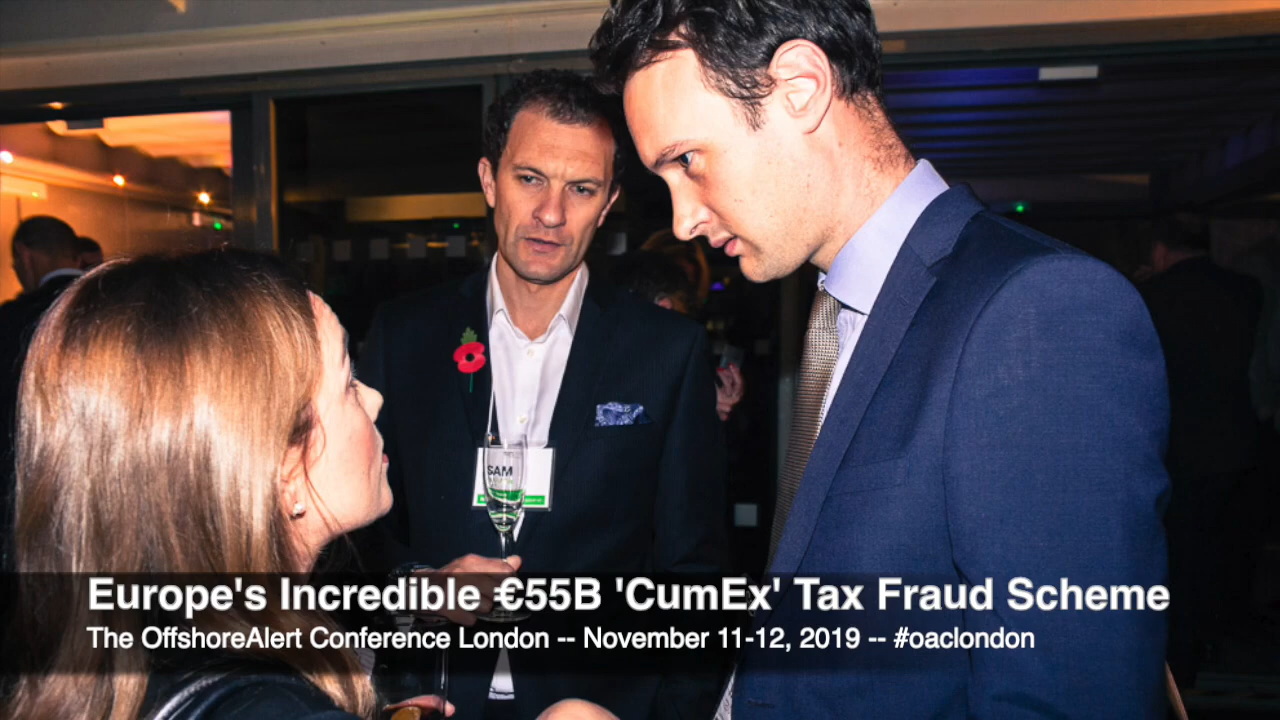 SAM
Europe's Incredible €55B 'CumEx' Tax Fraud Scheme
The OffshoreAlert Conference London -- November 11-12, 2019 -- #oaclondon